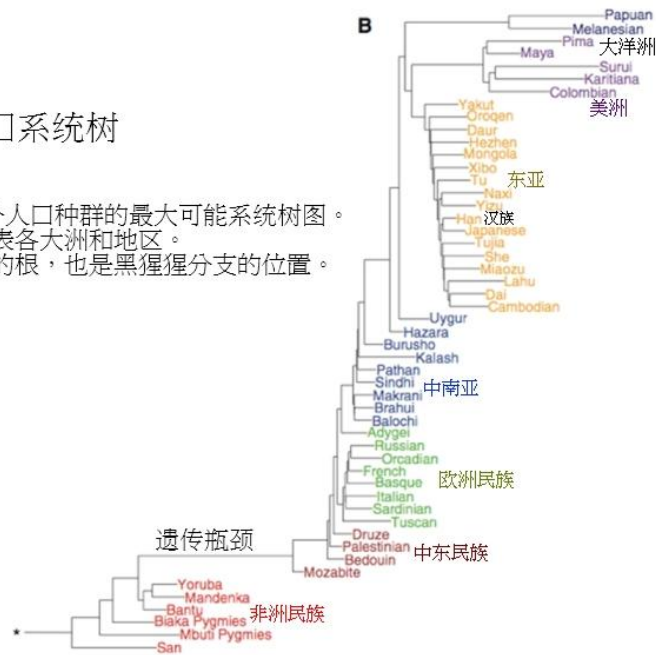 B
Papuan
Melanesian
Pima 大洋洲
Maya
Surui
Karitiana
Colombian
美洲
系统树
Yakut
Oroqen
Daur
Hezhen
Mongola
Xibo
Tu 东亚
Naxi
Yizu
人口种群的最大可能系统树图。
Han 汉族
Japanese
表各大洲和地区。
Tujia
She
的根，也是黑猩猩分支的位置。
Miaozu
Lahu
Dai
Cambodian
Uygur
Hazara
Burusho
Kalash
Pathan
Sindhi 中南亚
Makrani
Brahui
Balochi
Adygei
Russian
Orcadian
French
Basque 欧洲民族
Italian
Sardinian
Tuscan
遗传瓶颈
Druze
Palestinian 中东民族
Bedouin
Mozabite
Yoruba
Mandenka
Bantu 非洲民族
Biaka Pygmies
Mbuti Pygmies
*
San